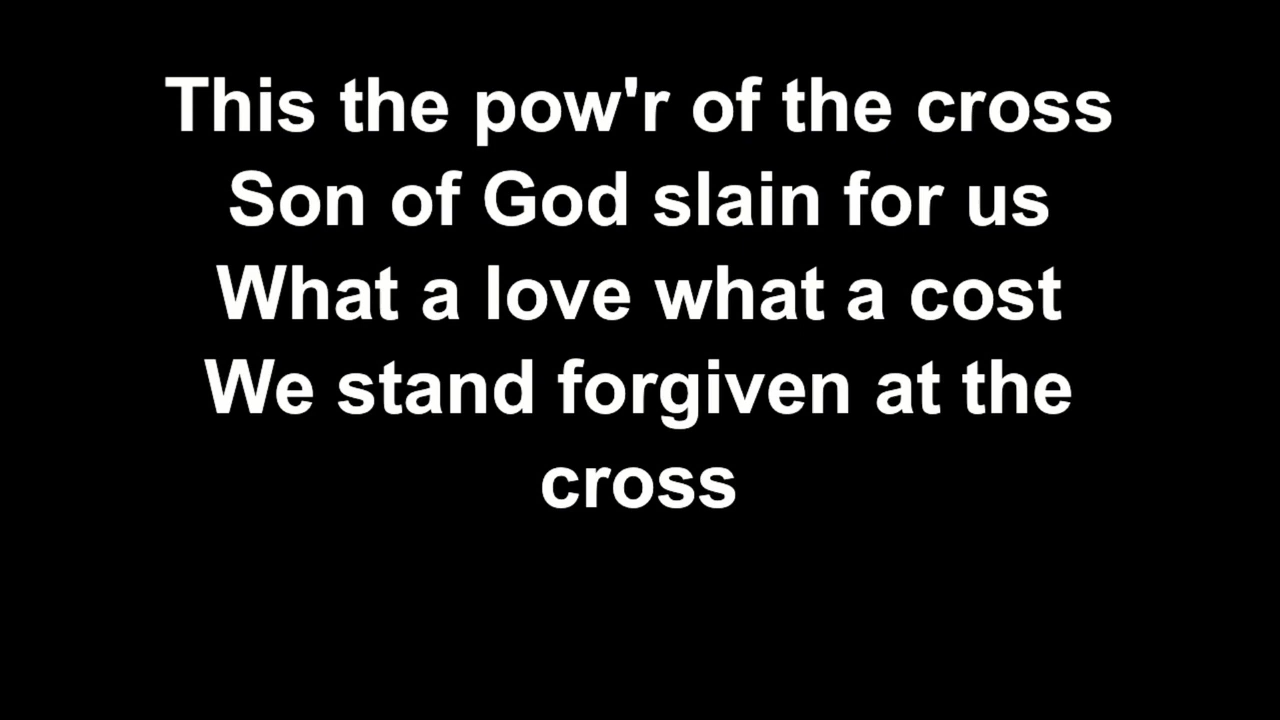 This the pow'r of the cross
Son of God slain for us
What a love what a cost
We stand forgiven at the
cross